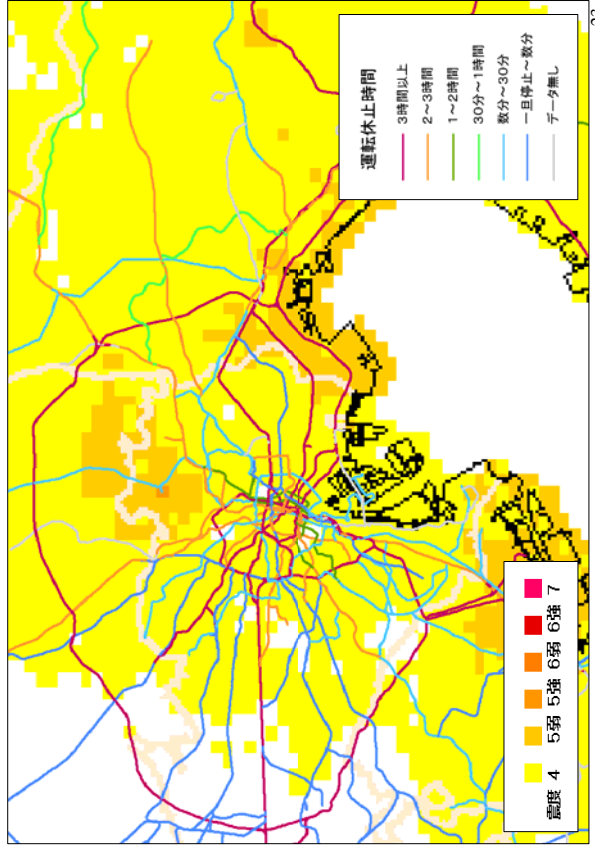 運転休止時間
3時間以上
2～3時間
1～2時間
30分～1時間
数分～30分
一旦停止～数分
データ無し
震度 4 5弱 5強 6弱 6強 7